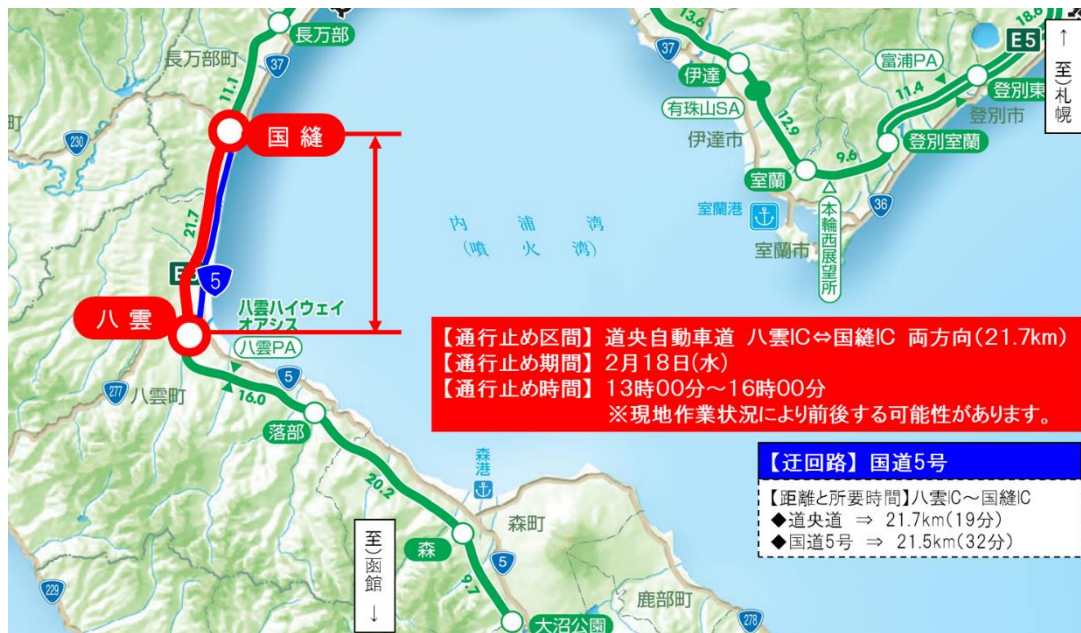 長万部
長万部町
37
11.1
国縫
230
町
21.7
5
八雲
八雲ハイウェイ
オアシス
八雲PA
5
277
八雲町
16.0
落部
20.2
森港
森町
森
5
9.7
鹿部町
大沼公園
278
229
至)函館
↓
内浦湾
(噴火湾)
13.6
37
伊達
有珠山SA
伊達市
12.9
室蘭
9.6
室蘭港
室蘭市
本輪西展望所
36
登別室蘭
11.4
富浦PA
登別東
登別市
18.6
E5
↑
至)札幌
【通行止め区間】 道央自動車道 八雲IC⇔国縫IC 両方向(21.7km)
【通行止め期間】 2月18日(水)
【通行止め時間】 13時00分~16時00分
※現地作業状況により前後する可能性があります。
【迂回路】 国道5号
【距離と所要時間】八雲IC~国縫IC
◆道央道 ⇒ 21.7km(19分)
◆国道5号 ⇒ 21.5km(32分)